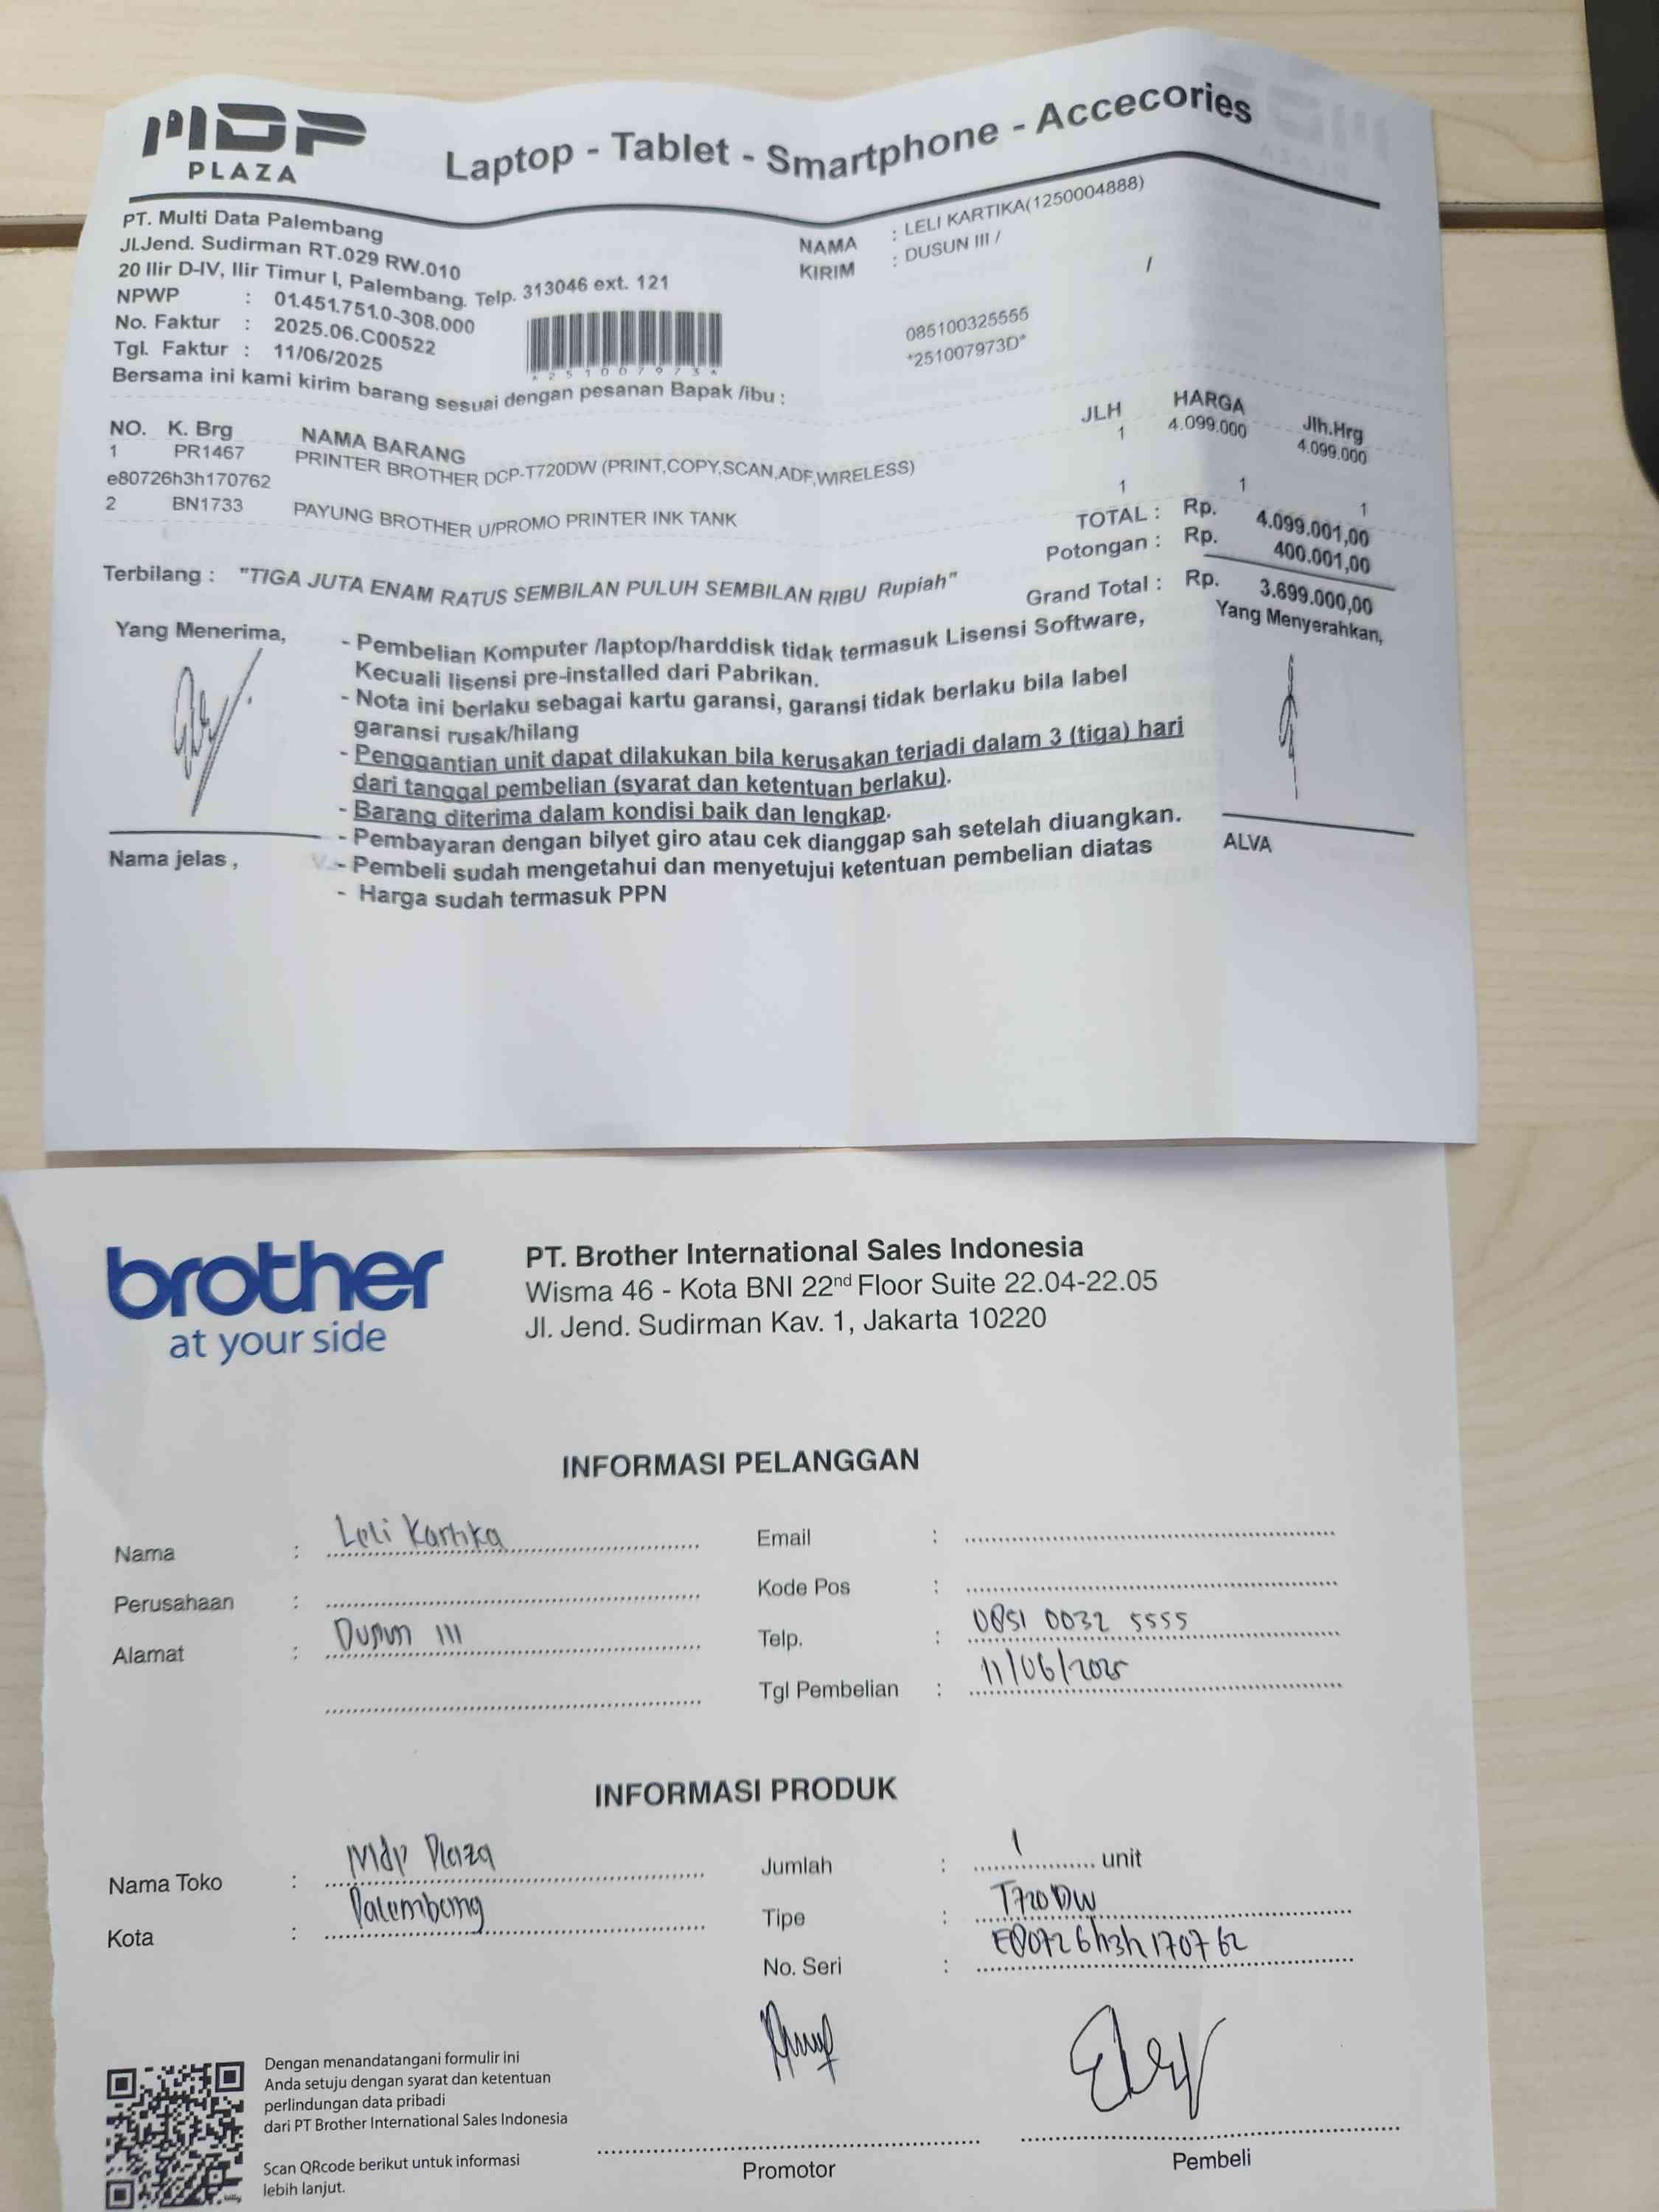 MDP
PLAZA
Laptop - Tablet - Smartphone - Accecories
PT. Multi Data Palembang
Jl.Jend. Sudirman RT.029 RW.010
20 Ilir D-IV, Ilir Timur I, Palembang. Telp. 313046 ext. 121
NPWP : 01.451.751.0-308.000
No. Faktur : 2025.06.C00522
Tgl. Faktur : 11/06/2025
*251007973*
NAMA : LELI KARTIKA(1250004888)
KIRIM : DUSUN III /
/
085100325555
*251007973D*
Bersama ini kami kirim barang sesuai dengan pesanan Bapak /ibu :
NO. K. Brg NAMA BARANG JLH HARGA Jlh.Hrg
1 PR1467 PRINTER BROTHER DCP-T720DW (PRINT,COPY,SCAN,ADF,WIRELESS) 1 4.099.000 4.099.000
e80726h3h170762
2 BN1733 PAYUNG BROTHER U/PROMO PRINTER INK TANK 1 1 1
TOTAL : Rp. 4.099.001,00
Potongan : Rp. 400.001,00
Grand Total : Rp. 3.699.000,00
Terbilang : "TIGA JUTA ENAM RATUS SEMBILAN PULUH SEMBILAN RIBU Rupiah"
Yang Menerima,
- Pembelian Komputer /laptop/harddisk tidak termasuk Lisensi Software,
Kecuali lisensi pre-installed dari Pabrikan.
- Nota ini berlaku sebagai kartu garansi, garansi tidak berlaku bila label
garansi rusak/hilang
- Penggantian unit dapat dilakukan bila kerusakan terjadi dalam 3 (tiga) hari
dari tanggal pembelian (syarat dan ketentuan berlaku).
- Barang diterima dalam kondisi baik dan lengkap.
- Pembayaran dengan bilyet giro atau cek dianggap sah setelah diuangkan.
- Pembeli sudah mengetahui dan menyetujui ketentuan pembelian diatas
- Harga sudah termasuk PPN
Yang Menyerahkan,
Nama jelas ,
ALVA
brother
at your side
PT. Brother International Sales Indonesia
Wisma 46 - Kota BNI 22nd Floor Suite 22.04-22.05
Jl. Jend. Sudirman Kav. 1, Jakarta 10220
INFORMASI PELANGGAN
Nama : Leli Kartika
Perusahaan :
Alamat : Dusun III
Email :
Kode Pos :
Telp. : 0851 0032 5555
Tgl Pembelian : 11/06/2025
INFORMASI PRODUK
Nama Toko : Mdp Plaza
Kota : Palembang
Jumlah : 1 unit
Tipe : T720DW
No. Seri : E80726h3h170762
Dengan menandatangani formulir ini
Anda setuju dengan syarat dan ketentuan
perlindungan data pribadi
dari PT Brother International Sales Indonesia
Scan QRcode berikut untuk informasi
lebih lanjut.
Promotor
Pembeli